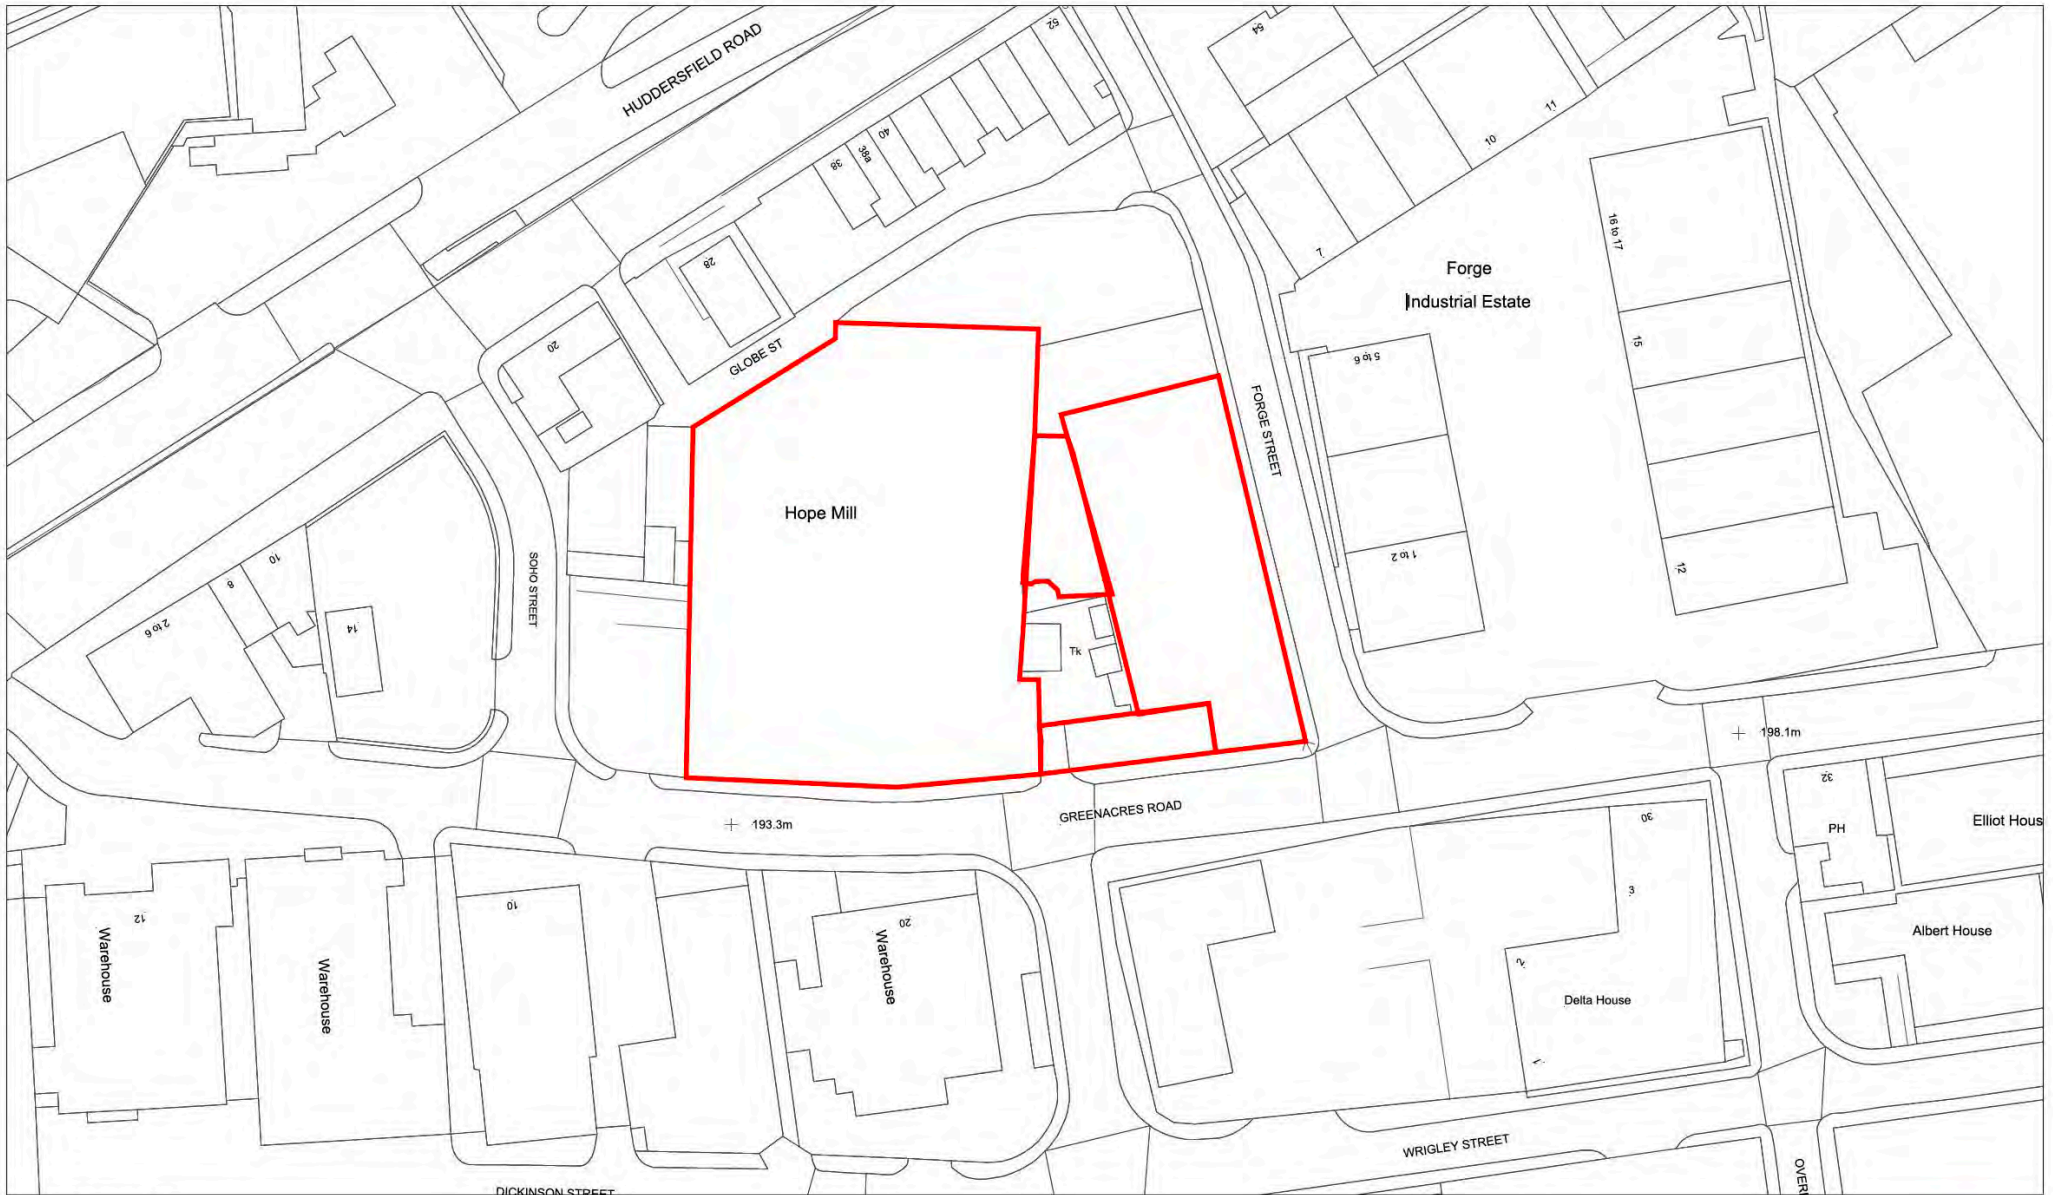 52
54
HUDDERSFIELD ROAD
11
40
38a
38
10
7
16 to 17
28
Forge
Industrial Estate
20
GLOBE ST
15
5 to 6
FORGE STREET
Hope Mill
10
8
SOHO STREET
1 to 2
12
2 to 6
14
Tk
198.1m
32
GREENACRES ROAD
193.3m
30
PH
Elliot Hous
3
12
10
20
Albert House
Warehouse
Warehouse
Warehouse
2
Delta House
1
WRIGLEY STREET
DICKINSON STREET
OVER